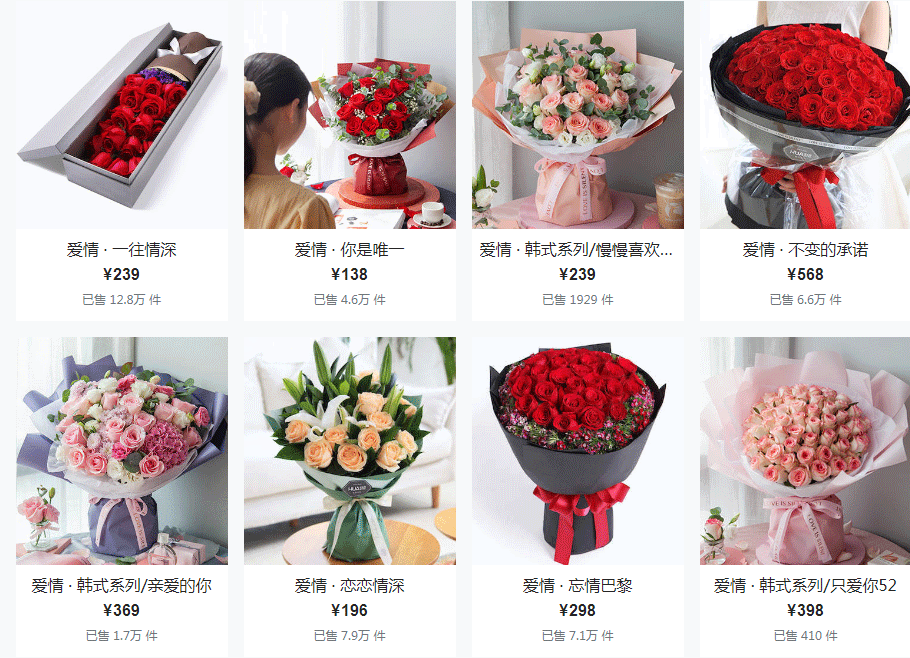 爱情 · 一往情深
¥239
已售 12.8万 件
爱情 · 你是唯一
¥138
已售 4.6万 件
爱情 · 韩式系列/慢慢喜欢...
¥239
已售 1929 件
爱情 · 不变的承诺
¥568
已售 6.6万 件
爱情 · 韩式系列/亲爱的你
¥369
已售 1.7万 件
爱情 · 恋恋情深
¥196
已售 7.9万 件
爱情 · 忘情巴黎
¥298
已售 7.1万 件
爱情 · 韩式系列/只爱你52
¥398
已售 410 件